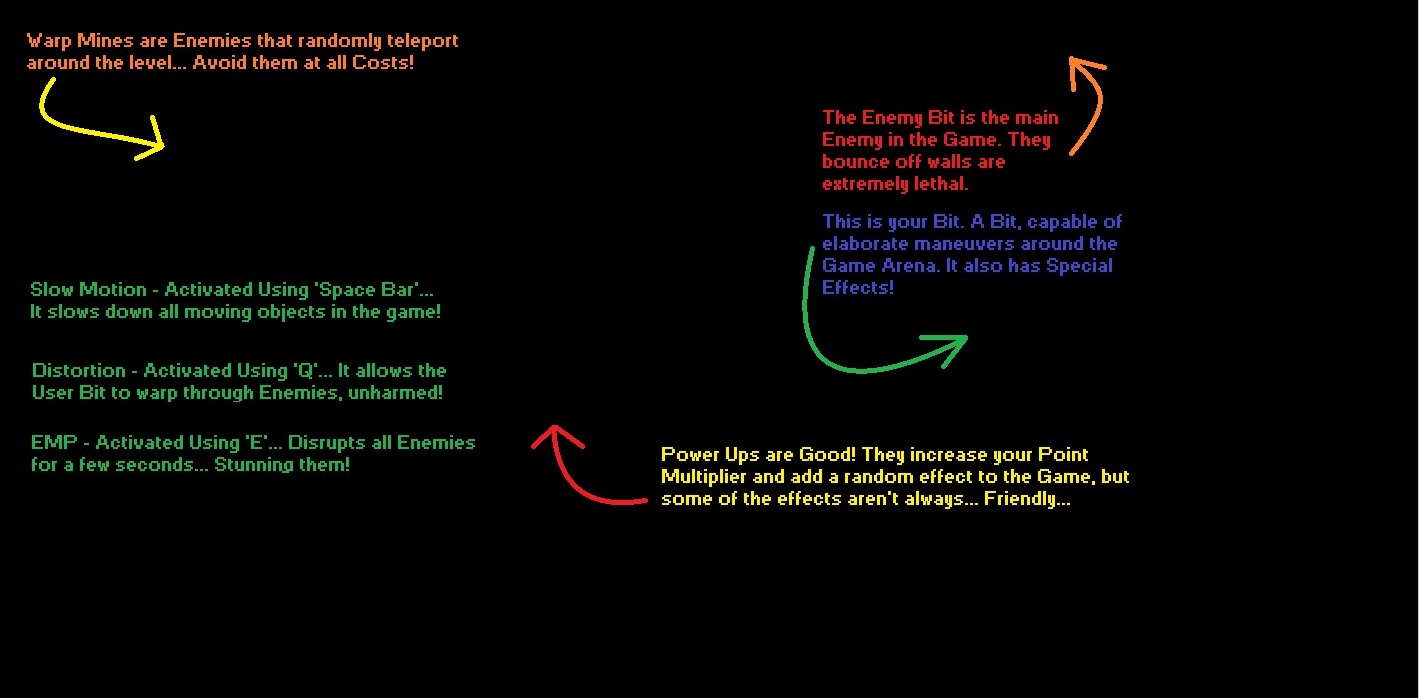 Warp Mines are Enemies that randomly teleport
around the level... Avoid them at all Costs!
The Enemy Bit is the main
Enemy in the Game. They
bounce off walls are
extremely lethal.
This is your Bit. A Bit, capable of
elaborate maneuvers around the
Game Arena. It also has Special
Effects!
Slow Motion - Activated Using 'Space Bar'...
It slows down all moving objects in the game!
Distortion - Activated Using 'Q'... It allows the
User Bit to warp through Enemies, unharmed!
EMP - Activated Using 'E'... Disrupts all Enemies
for a few seconds... Stunning them!
Power Ups are Good! They increase your Point
Multiplier and add a random effect to the Game, but
some of the effects aren't always... Friendly...